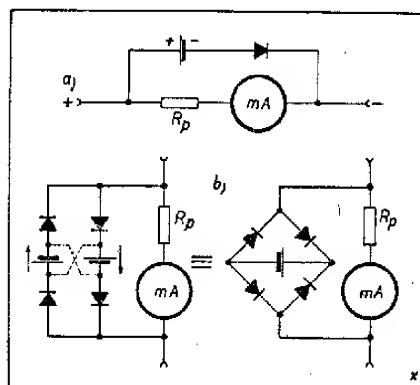 + -
a)
+ Rp mA -
b)
Rp Rp
≡
mA mA
x